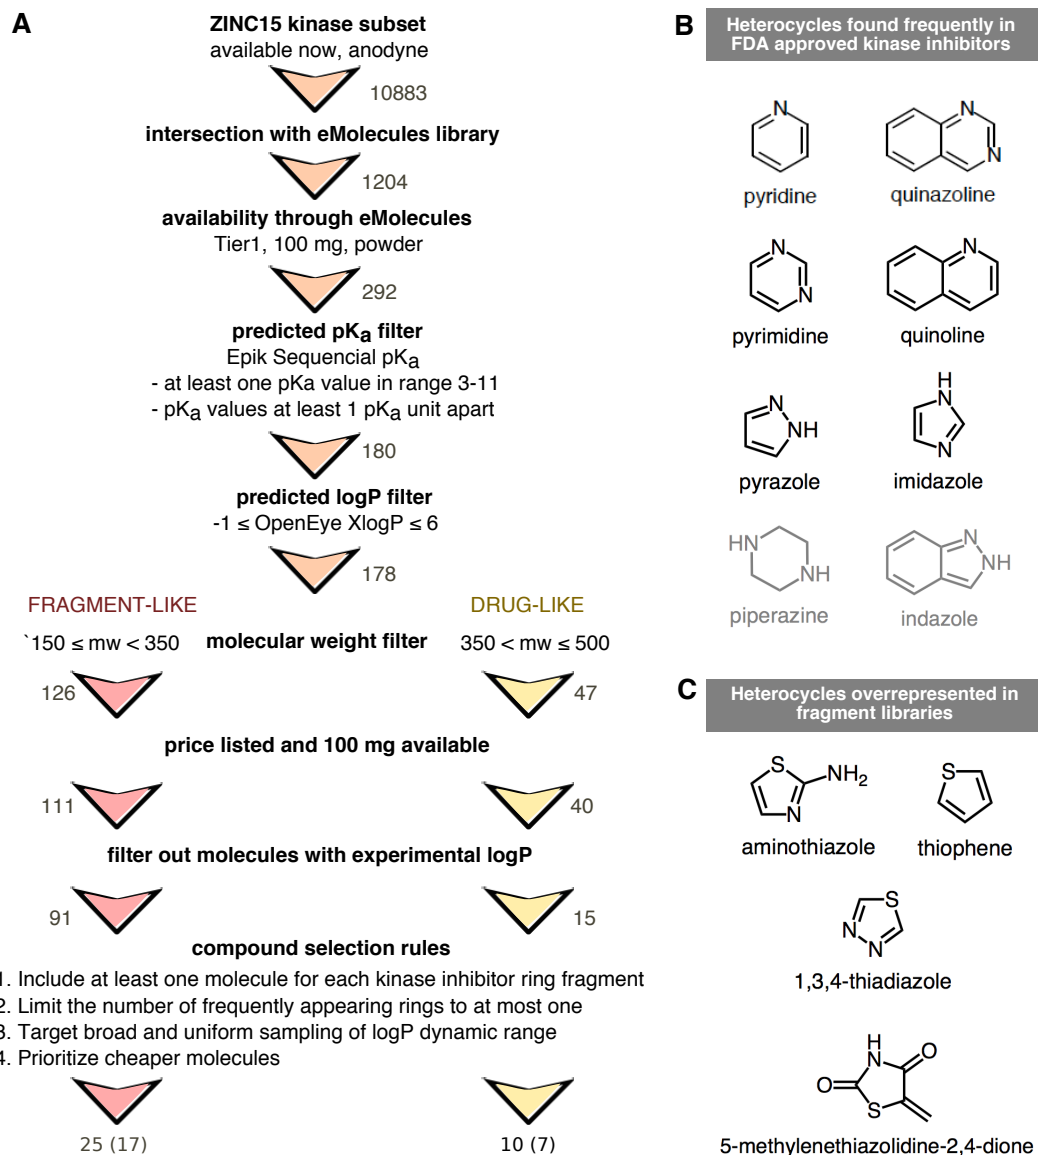 A
ZINC15 kinase subset
available now, anodyne
10883
intersection with eMolecules library
1204
availability through eMolecules
Tier1, 100 mg, powder
292
predicted pKa filter
Epik Sequencial pKa
- at least one pKa value in range 3-11
- pKa values at least 1 pKa unit apart
180
predicted logP filter
-1 ≤ OpenEye XlogP ≤ 6
178
FRAGMENT-LIKE
DRUG-LIKE
`150 ≤ mw < 350
molecular weight filter
350 < mw ≤ 500
126
47
price listed and 100 mg available
111
40
filter out molecules with experimental logP
91
15
compound selection rules
1. Include at least one molecule for each kinase inhibitor ring fragment
2. Limit the number of frequently appearing rings to at most one
3. Target broad and uniform sampling of logP dynamic range
4. Prioritize cheaper molecules
25 (17)
10 (7)
B
Heterocycles found frequently in
FDA approved kinase inhibitors
N
N
N
pyridine
quinazoline
N
N
N
pyrimidine
quinoline
N
NH
H
N
N
pyrazole
imidazole
HN
NH
N
NH
piperazine
indazole
C
Heterocycles overrepresented in
fragment libraries
S
NH2
N
S
aminothiazole
thiophene
S
N
N
1,3,4-thiadiazole
H
N
O
O
S
5-methylenethiazolidine-2,4-dione